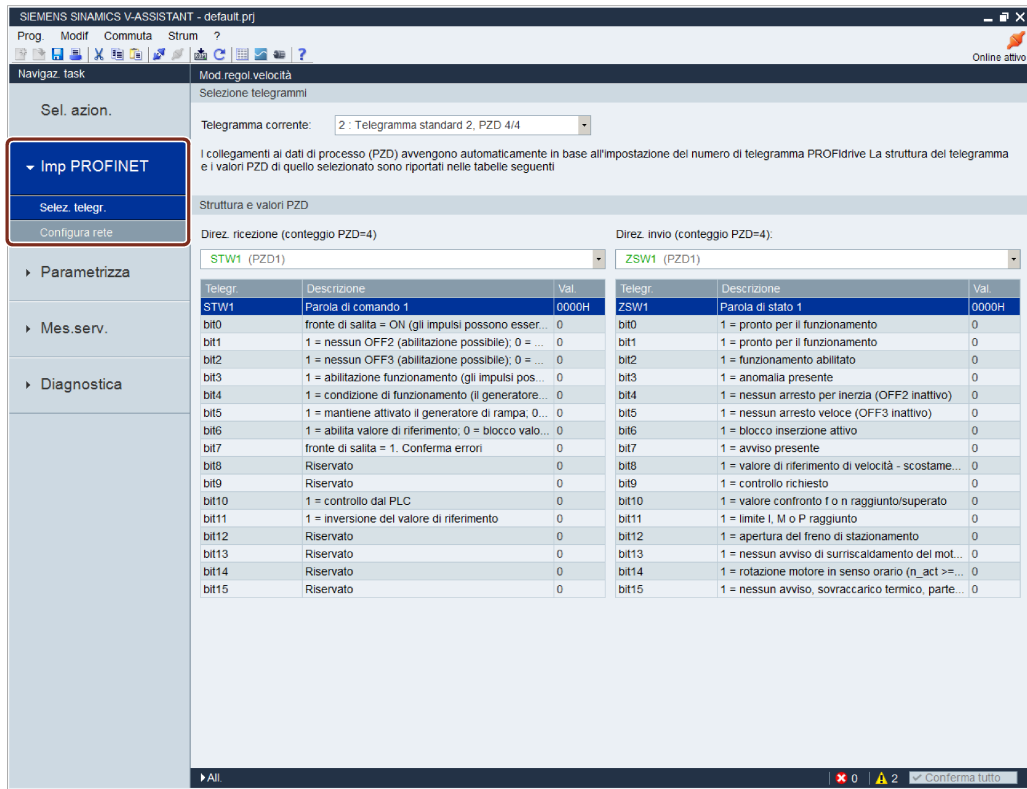 SIEMENS SINAMICS V-ASSISTANT - default.prj
Prog. Modif Commuta Strum ?
Online attivo
Navigaz. task
Mod.regol.velocità
Sel. azion.
Imp PROFINET
Selez. telegr.
Configura rete
Parametrizza
Mes.serv.
Diagnostica
Selezione telegrammi
Telegramma corrente: 2 : Telegramma standard 2, PZD 4/4
I collegamenti ai dati di processo (PZD) avvengono automaticamente in base all'impostazione del numero di telegramma PROFIdrive La struttura del telegramma
e i valori PZD di quello selezionato sono riportati nelle tabelle seguenti
Struttura e valori PZD
Direz. ricezione (conteggio PZD=4)
STW1 (PZD1)
Telegr. Descrizione Val.
STW1 Parola di comando 1 0000H
bit0 fronte di salita = ON (gli impulsi possono esser... 0
bit1 1 = nessun OFF2 (abilitazione possibile); 0 = ... 0
bit2 1 = nessun OFF3 (abilitazione possibile); 0 = ... 0
bit3 1 = abilitazione funzionamento (gli impulsi pos... 0
bit4 1 = condizione di funzionamento (il generatore... 0
bit5 1 = mantiene attivato il generatore di rampa; 0... 0
bit6 1 = abilita valore di riferimento; 0 = blocco valo... 0
bit7 fronte di salita = 1. Conferma errori 0
bit8 Riservato 0
bit9 Riservato 0
bit10 1 = controllo dal PLC 0
bit11 1 = inversione del valore di riferimento 0
bit12 Riservato 0
bit13 Riservato 0
bit14 Riservato 0
bit15 Riservato 0
Direz. invio (conteggio PZD=4):
ZSW1 (PZD1)
Telegr. Descrizione Val.
ZSW1 Parola di stato 1 0000H
bit0 1 = pronto per il funzionamento 0
bit1 1 = pronto per il funzionamento 0
bit2 1 = funzionamento abilitato 0
bit3 1 = anomalia presente 0
bit4 1 = nessun arresto per inerzia (OFF2 inattivo) 0
bit5 1 = nessun arresto veloce (OFF3 inattivo) 0
bit6 1 = blocco inserzione attivo 0
bit7 1 = avviso presente 0
bit8 1 = valore di riferimento di velocità - scostame... 0
bit9 1 = controllo richiesto 0
bit10 1 = valore confronto f o n raggiunto/superato 0
bit11 1 = limite I, M o P raggiunto 0
bit12 1 = apertura del freno di stazionamento 0
bit13 1 = nessun avviso di surriscaldamento del mot... 0
bit14 1 = rotazione motore in senso orario (n_act >=... 0
bit15 1 = nessun avviso, sovraccarico termico, parte... 0
All. 0 2 Conferma tutto